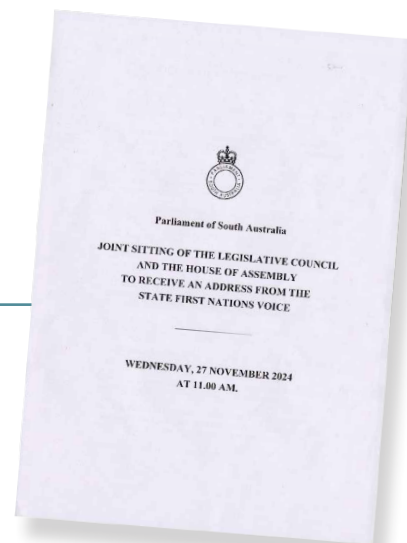 Parliament of South Australia
JOINT SITTING OF THE LEGISLATIVE COUNCIL
AND THE HOUSE OF ASSEMBLY
TO RECEIVE AN ADDRESS FROM THE
STATE FIRST NATIONS VOICE
WEDNESDAY, 27 NOVEMBER 2024
AT 11.00 AM.